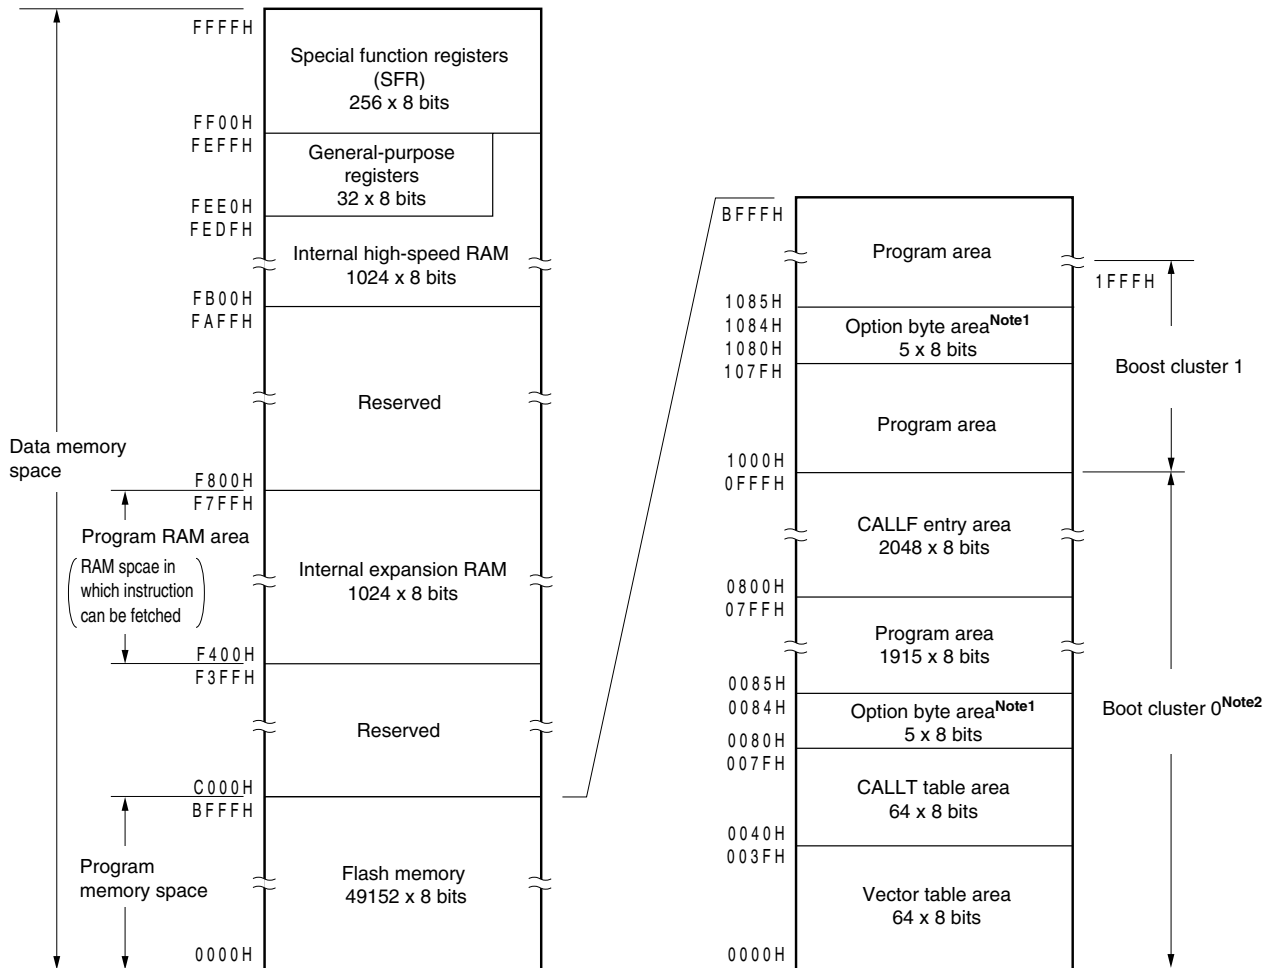 FFFFH
Special function registers
(SFR)
256 x 8 bits
FF00H
FEFFH
General-purpose
registers
32 x 8 bits
FEE0H
FEDFH
Internal high-speed RAM
1024 x 8 bits
FB00H
FAFFH
Reserved
Data memory
space
F800H
F7FFH
Program RAM area
RAM spcae in
which instruction
can be fetched
Internal expansion RAM
1024 x 8 bits
F400H
F3FFH
Reserved
C000H
BFFFH
Program
memory space
Flash memory
49152 x 8 bits
0000H
BFFFH
Program area
1FFFH
1085H
1084H
Option byte areaNote1
5 x 8 bits
1080H
107FH
Boost cluster 1
Program area
1000H
0FFFH
CALLF entry area
2048 x 8 bits
0800H
07FFH
Program area
1915 x 8 bits
0085H
0084H
Option byte areaNote1
5 x 8 bits
Boot cluster 0Note2
0080H
007FH
CALLT table area
64 x 8 bits
0040H
003FH
Vector table area
64 x 8 bits
0000H